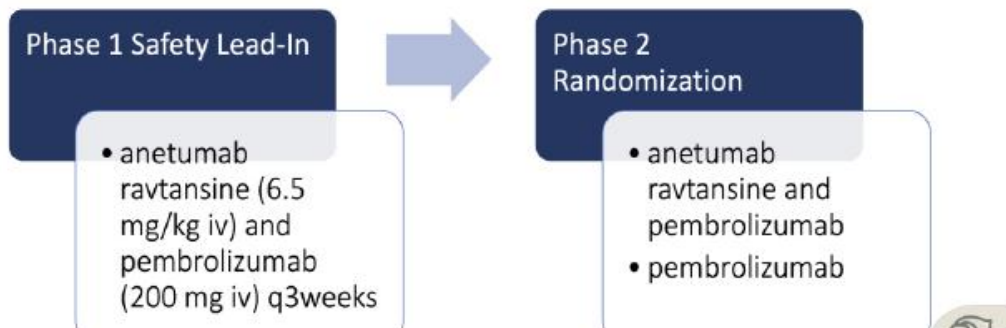 Phase 1 Safety Lead-In
• anetumab
ravtansine (6.5
mg/kg iv) and
pembrolizumab
(200 mg iv) q3weeks
Phase 2
Randomization
• anetumab
ravtansine and
pembrolizumab
• pembrolizumab